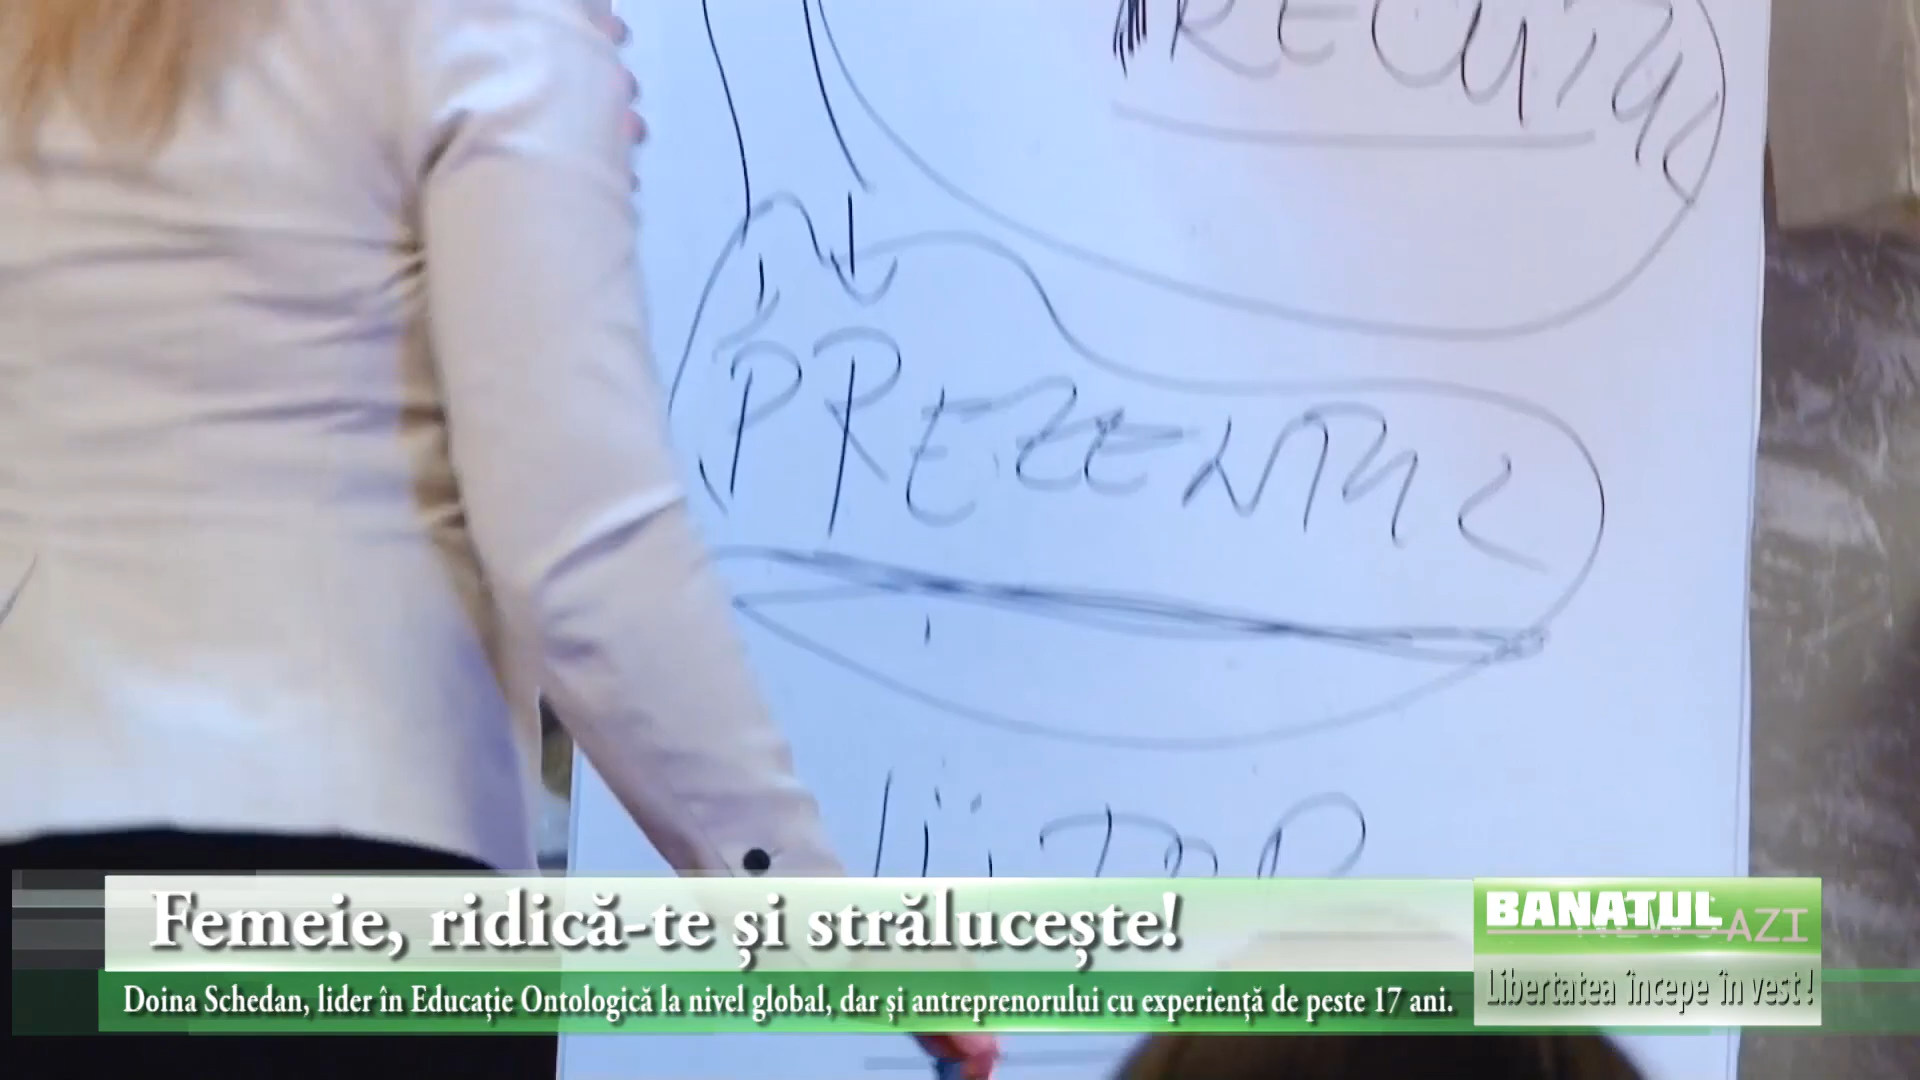 TRECUTUL
PREZENTUL
Femeie, ridică-te și strălucește!
Doina Schedan, lider în Educație Ontologică la nivel global, dar și antreprenorului cu experiență de peste 17 ani.
BANATUL
AZI
Libertatea începe în vest!